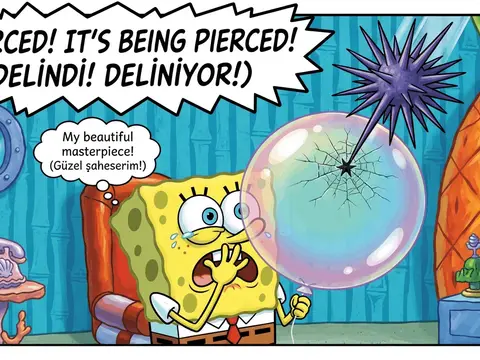 RCED! IT'S BEING PIERCED!
DELİNDİ! DELİNİYOR!)
My beautiful
masterpiece!
(Güzel şaheserim!)